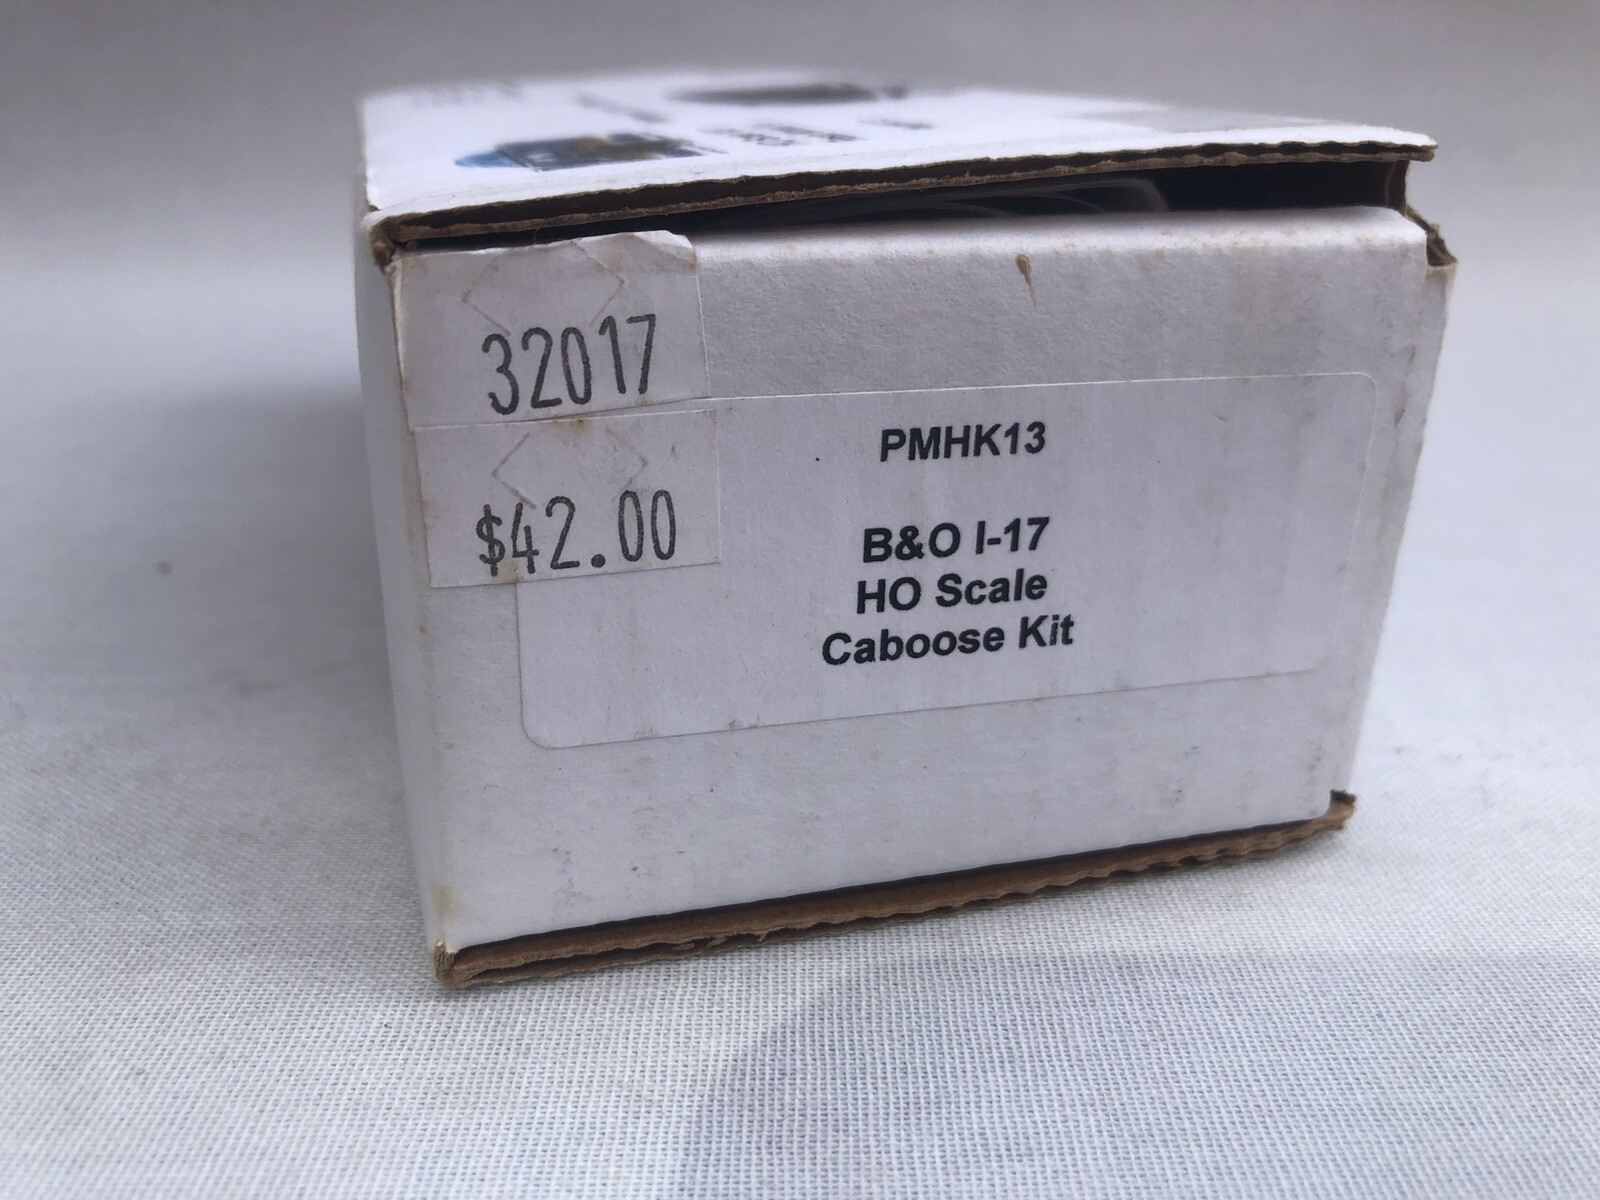 32017
$42.00
PMHK13
B&O I-17
HO Scale
Caboose Kit